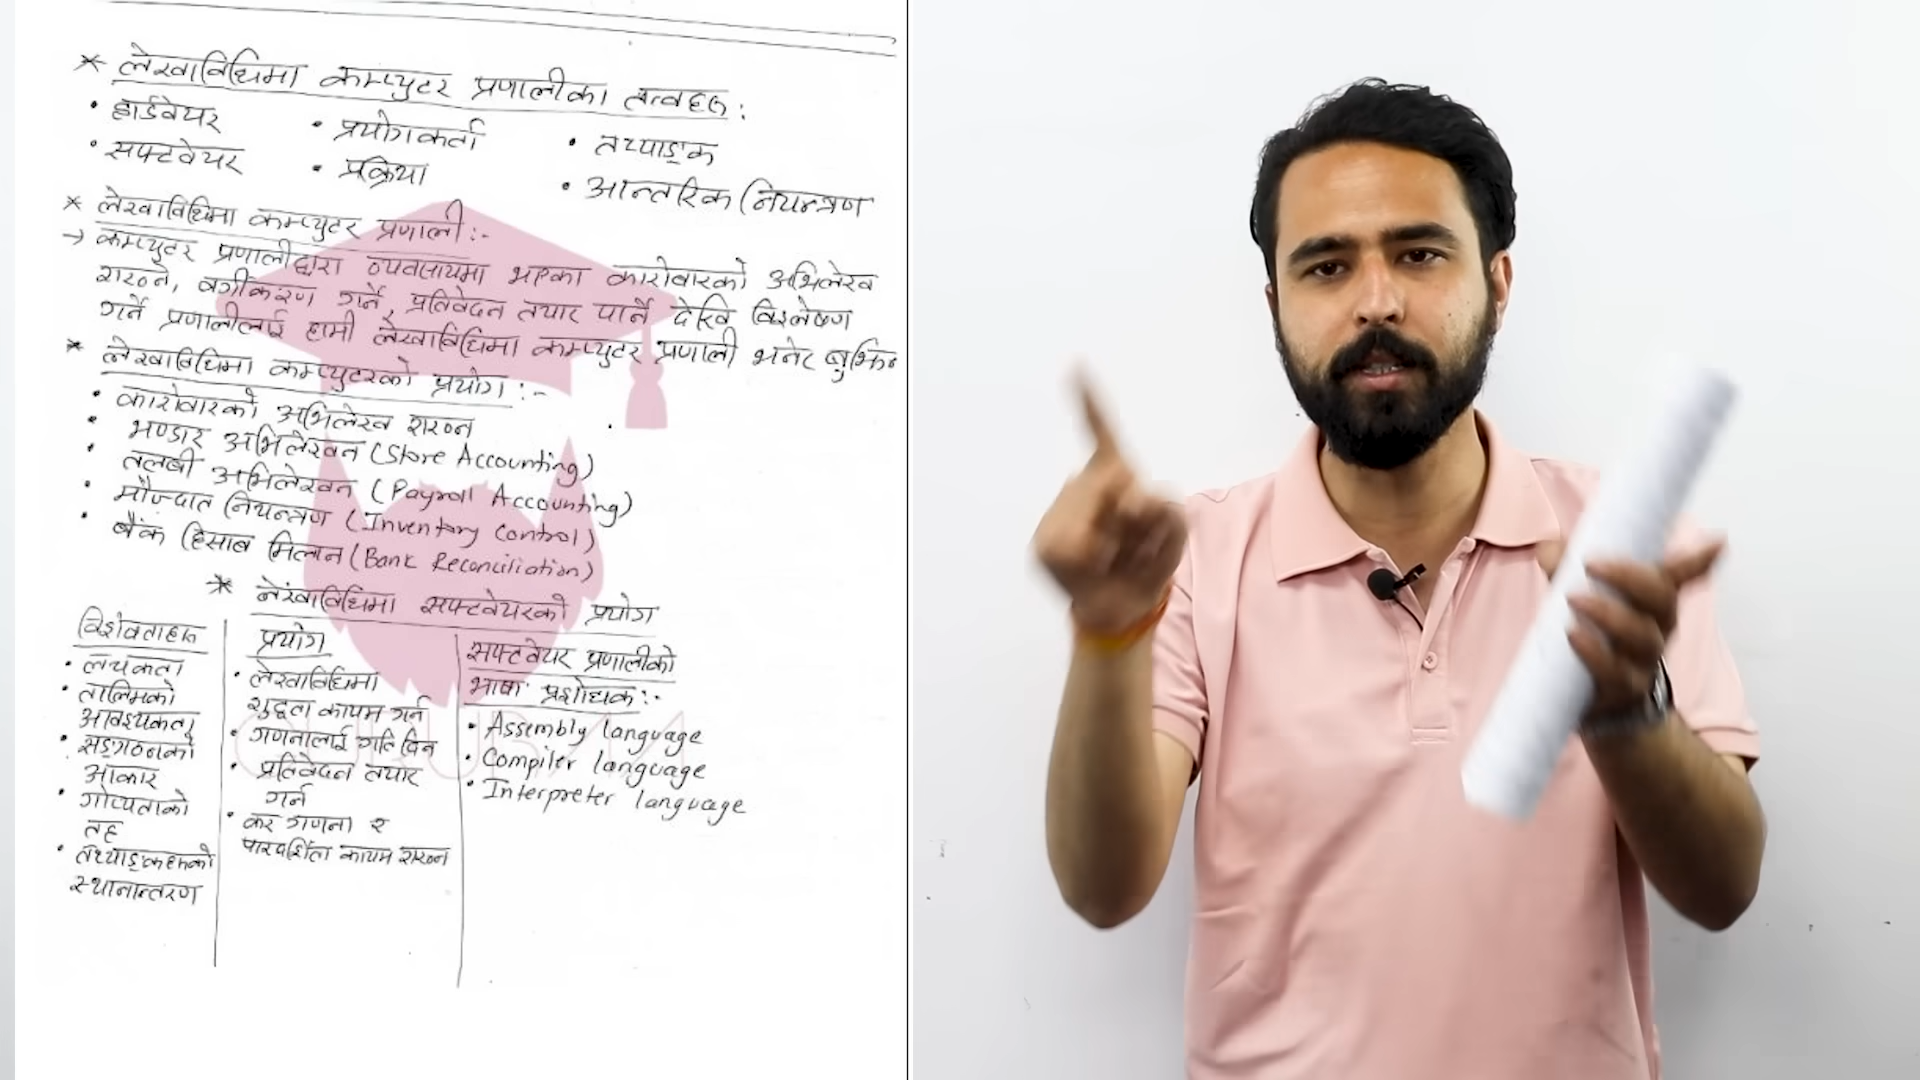 * लेखाविधिमा कम्प्युटर प्रणालीका तत्वहरु :
• हार्डवेयर • प्रयोगकर्ता • तथ्याङ्क
• सफ्टवेयर • प्रक्रिया • आन्तरिक नियन्त्रण
* लेखाविधिमा कम्प्युटर प्रणाली :-
→ कम्प्युटर प्रणालीद्वारा व्यवसायमा भएका कारोबारको अभिलेख
राख्ने, वर्गीकरण गर्ने, प्रतिवेदन तयार पार्ने देखि विश्लेषण
गर्ने प्रणालीलाई हामी लेखाविधिमा कम्प्युटर प्रणाली भनेर
* लेखाविधिमा कम्प्युटरको प्रयोग :-
• कारोबारको अभिलेख राख्न
• भण्डार अभिलेखन (Store Accounting)
• तलबी अभिलेखन (Payroll Accounting)
• मौज्दात नियन्त्रण (Inventory Control)
• बैंक हिसाब मिलान (Bank Reconciliation)
* लेखाविधिमा सफ्टवेयरको प्रयोग
विशेषताहरु
• लचकता
• तालिमको
आवश्यकता
• सङ्गठनको
आकार
• गोप्यताको
तह
• तथ्याङ्कहरुको
स्थानान्तरण
प्रयोग
• लेखाविधिमा
शुद्धता कायम गर्न
• गणनालाई गति दिन
• प्रतिवेदन तयार
गर्न
• कर गणना र
पारदर्शिता कायम राख्न
सफ्टवेयर प्रणालीको
भाषा प्रशोधक :-
• Assembly language
• Compiler language
• Interpreter language